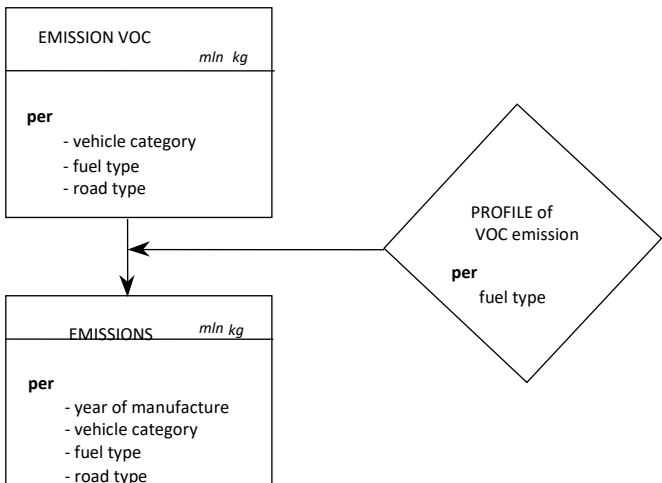 EMISSION VOC
mln kg
per
- vehicle category
- fuel type
- road type
PROFILE of
VOC emission
per
fuel type
EMISSIONS
mln kg
per
- year of manufacture
- vehicle category
- fuel type
- road type